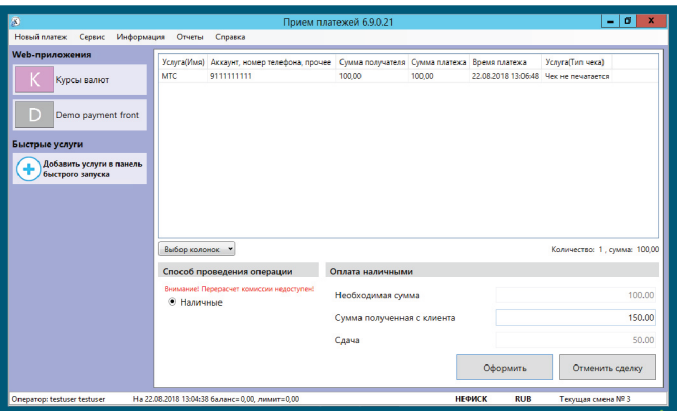 Прием платежей 6.9.0.21
Новый платеж Сервис Информация Отчеты Справка
Web-приложения
K Курсы валют
D Demo payment front
Быстрые услуги
Добавить услуги в панель
быстрого запуска
Услуга(Имя) Аккаунт, номер телефона, прочее Сумма получателя Сумма платежа Время платежа Услуга(Тип чека)
МТС 9111111111 100,00 100,00 22.08.2018 13:06:48 Чек не печатается
Выбор колонок
Количество: 1 , сумма: 100,00
Способ проведения операции
Внимание! Перерасчет комиссии недоступен!
Наличные
Оплата наличными
Необходимая сумма 100.00
Сумма полученная с клиента 150.00
Сдача 50.00
Оформить Отменить сделку
Оператор: testuser testuser На 22.08.2018 13:04:38 баланс=0,00, лимит=0,00 НЕФИСК RUB Текущая смена № 3